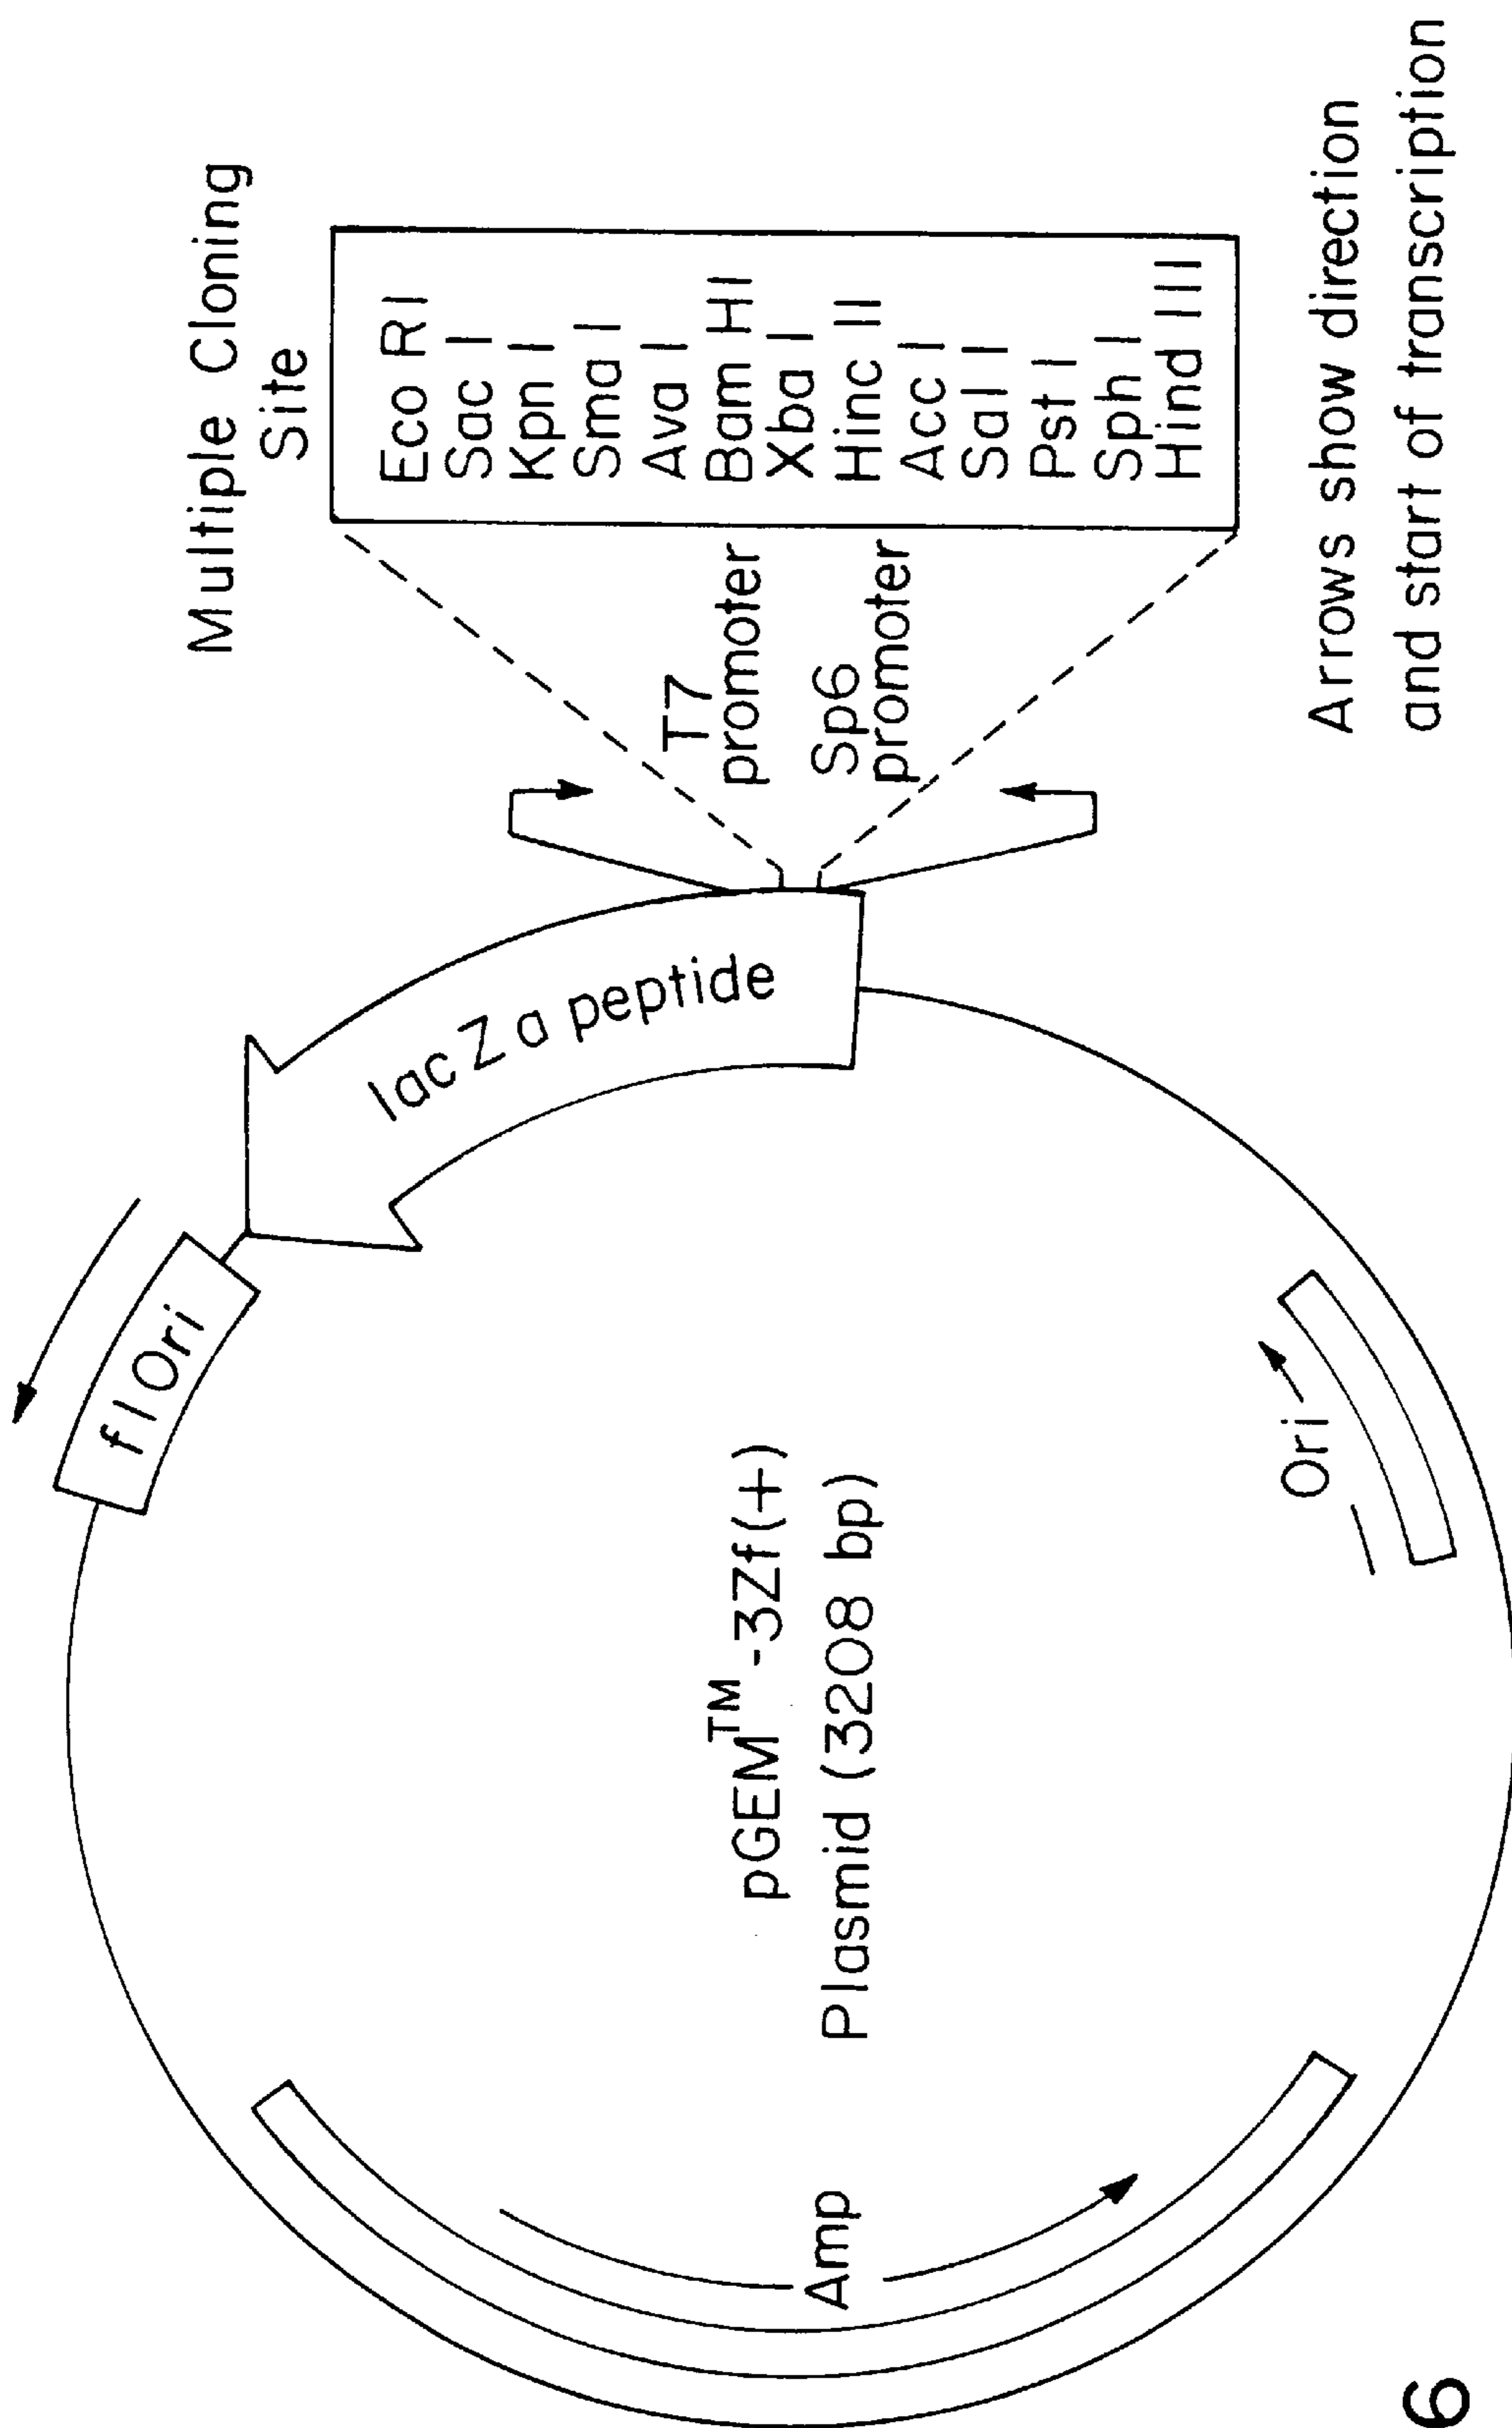 Multiple Cloning
Site
Eco RI
Sac I
Kpn I
Sma I
Ava I
Bam HI
Xba I
Hinc II
Acc I
Sal I
Pst I
Sph I
Hind III
T7
promoter
Sp6
promoter
lac Z a peptide
f1 Ori
pGEM™-3Zf(+)
Plasmid (3208 bp)
Amp
Ori
Arrows show direction
and start of transcription
6